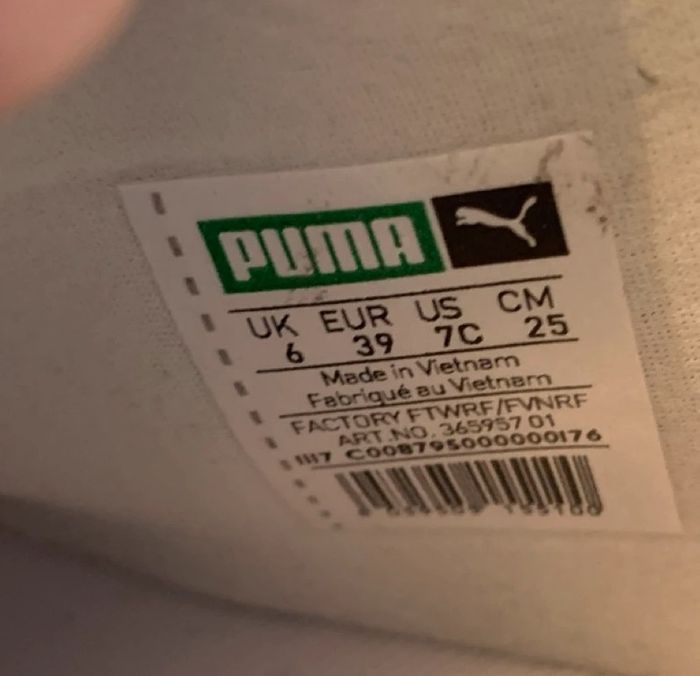 PUMA
UK EUR US CM
6 39 7C 25
Made in Vietnam
Fabriqué au Vietnam
FACTORY FTWRF/FVNRF
ART.NO. 365957 01
1117 C008795000000176